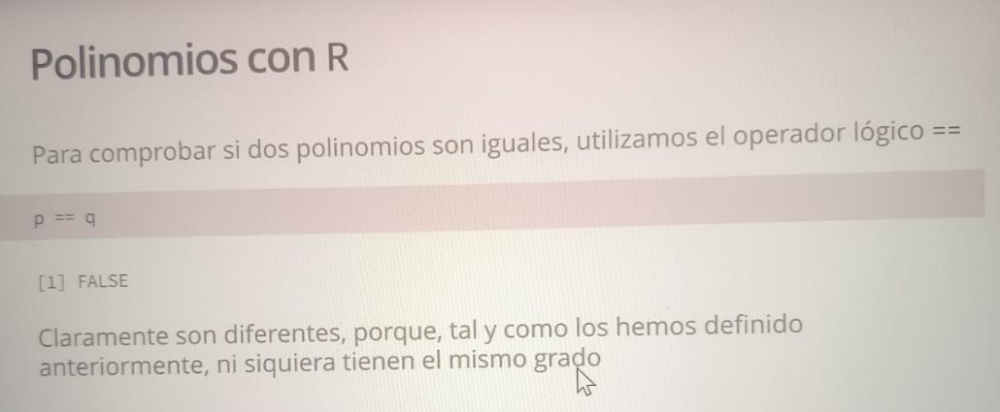 Polinomios con R
Para comprobar si dos polinomios son iguales, utilizamos el operador lógico ==
p == q
[1] FALSE
Claramente son diferentes, porque, tal y como los hemos definido
anteriormente, ni siquiera tienen el mismo grado